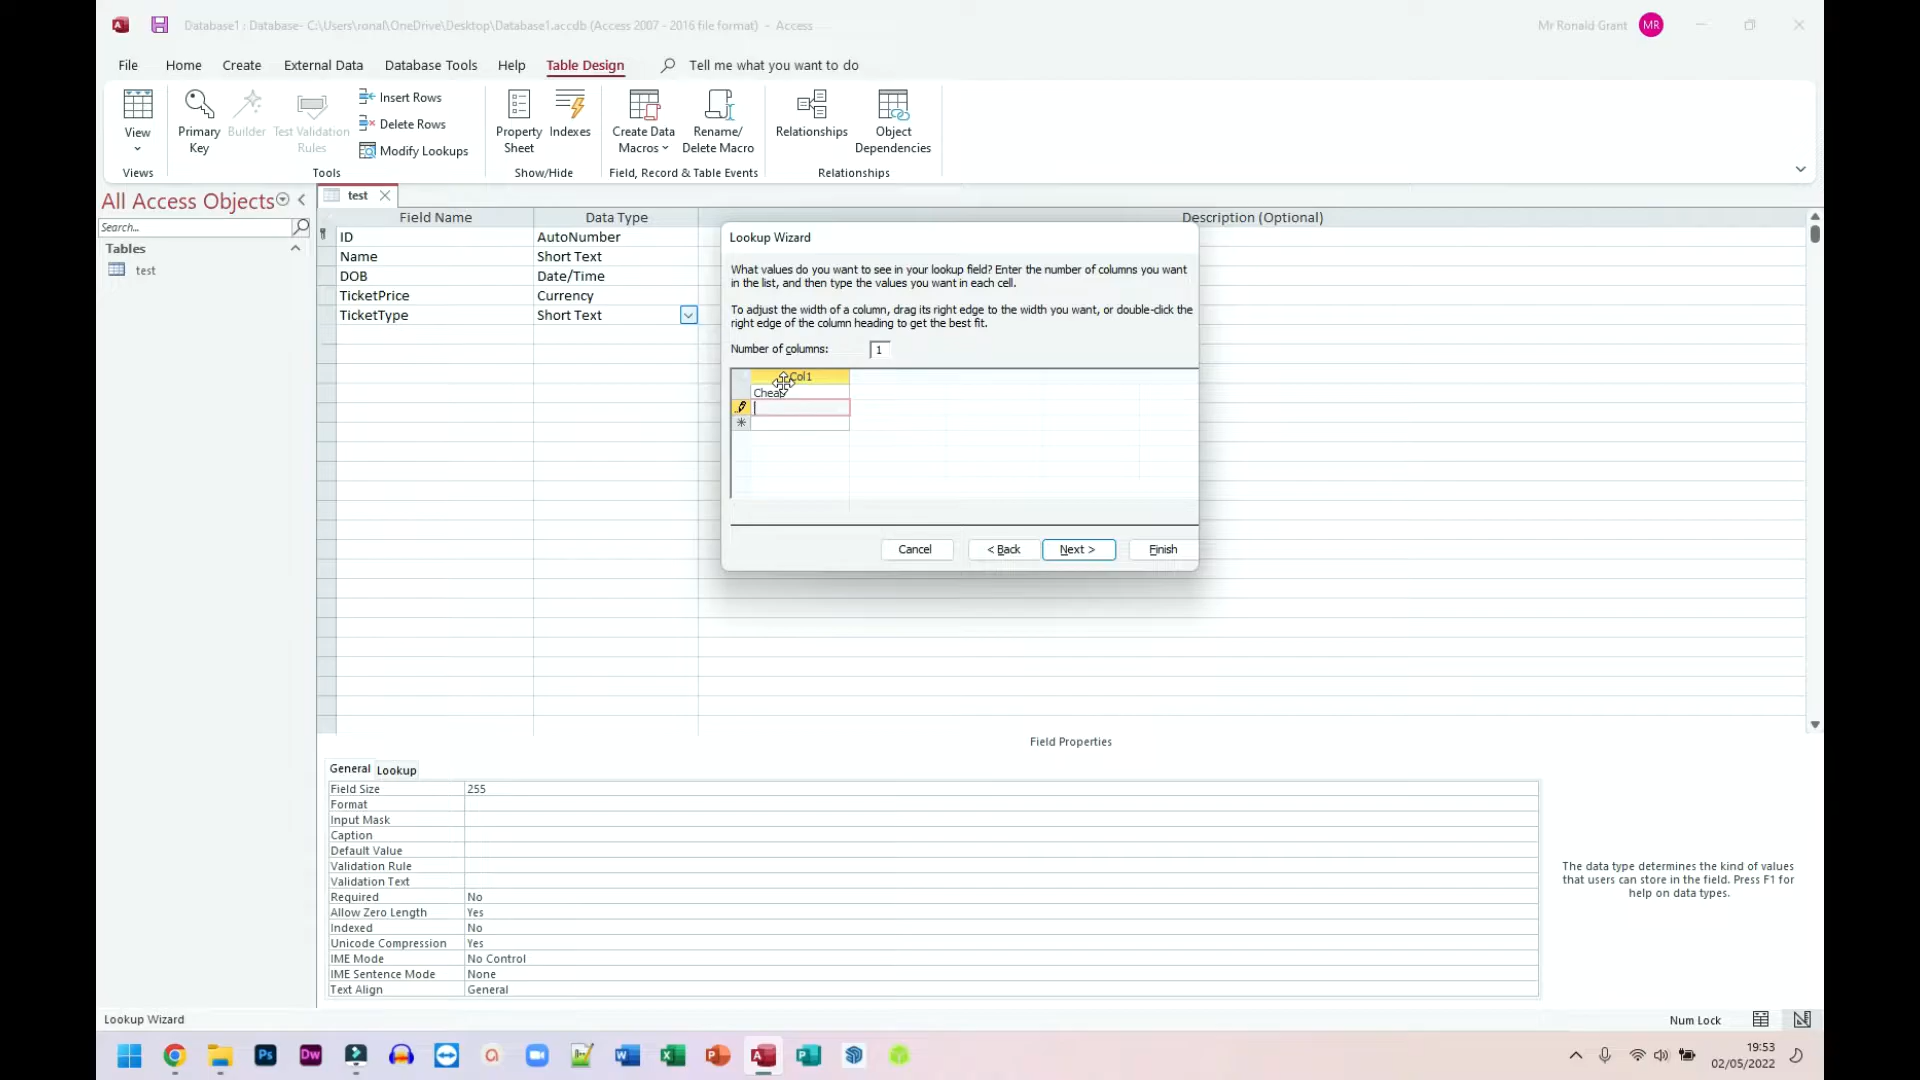 Database1 : Database- C:\Users\ronal\OneDrive\Desktop\Database1.accdb (Access 2007 - 2016 file format) - Access
Mr Ronald Grant
MR
File
Home
Create
External Data
Database Tools
Help
Table Design
Tell me what you want to do
View
Primary Key
Builder
Test Validation Rules
Insert Rows
Delete Rows
Modify Lookups
Property Sheet
Indexes
Create Data Macros
Rename/ Delete Macro
Relationships
Object Dependencies
Views
Tools
Show/Hide
Field, Record & Table Events
Relationships
All Access Objects
Search...
Tables
test
test
Field Name
Data Type
Description (Optional)
ID
AutoNumber
Name
Short Text
DOB
Date/Time
TicketPrice
Currency
TicketType
Short Text
Lookup Wizard
What values do you want to see in your lookup field? Enter the number of columns you want
in the list, and then type the values you want in each cell.
To adjust the width of a column, drag its right edge to the width you want, or double-click the
right edge of the column heading to get the best fit.
Number of columns:
1
Col1
Cheap
Cancel
< Back
Next >
Finish
Field Properties
General
Lookup
Field Size
255
Format
Input Mask
Caption
Default Value
Validation Rule
Validation Text
Required
No
Allow Zero Length
Yes
Indexed
No
Unicode Compression
Yes
IME Mode
No Control
IME Sentence Mode
None
Text Align
General
The data type determines the kind of values
that users can store in the field. Press F1 for
help on data types.
Lookup Wizard
Num Lock
Ps
Dw
19:53
02/05/2022